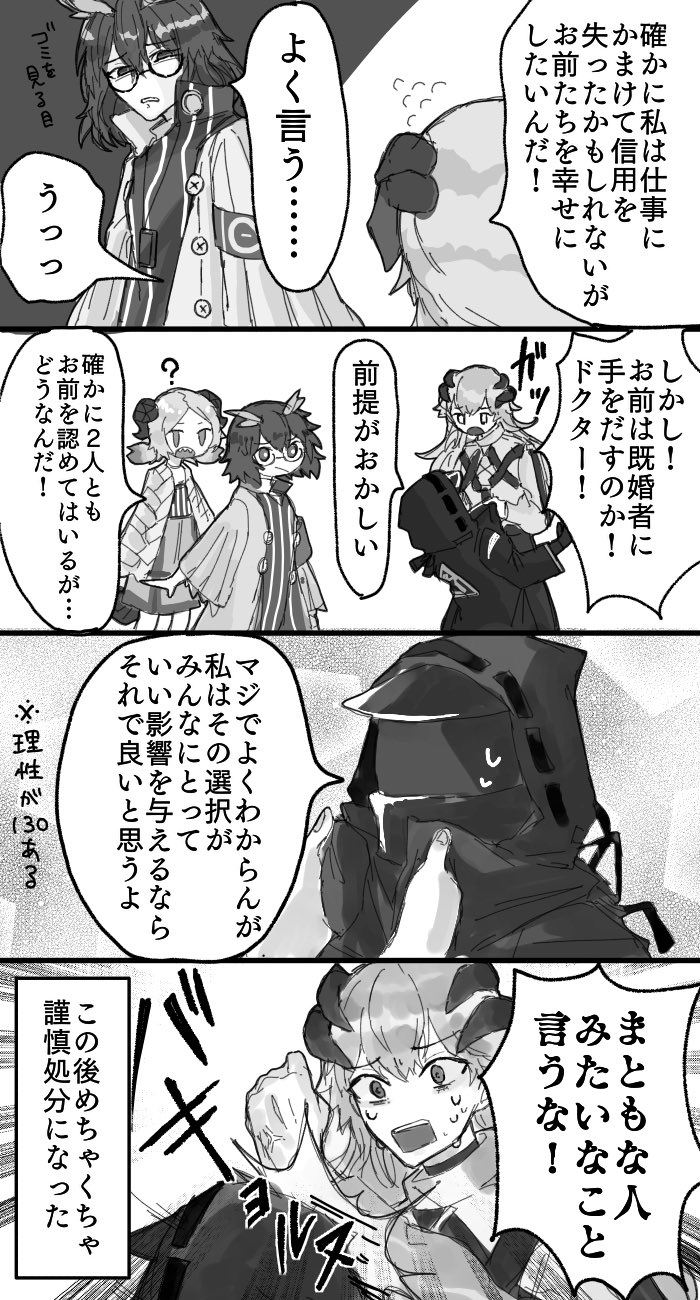 確かに私は仕事に
かまけて信用を
失ったかもしれないが
お前たちを幸せに
したいんだ！
よく言う……
ゴミを
見る目
うっっ
しかし！
お前は既婚者に
手をだすのか！
ドクター！
ガッ
前提がおかしい
？
確かに２人とも
お前を認めてはいるが…
どうなんだ！
マジでよくわからんが
私はその選択が
みんなにとって
いい影響を与えるなら
それで良いと思うよ
※理性が
130ある
まともな人
みたいなこと
言うな！
この後めちゃくちゃ
謹慎処分になった